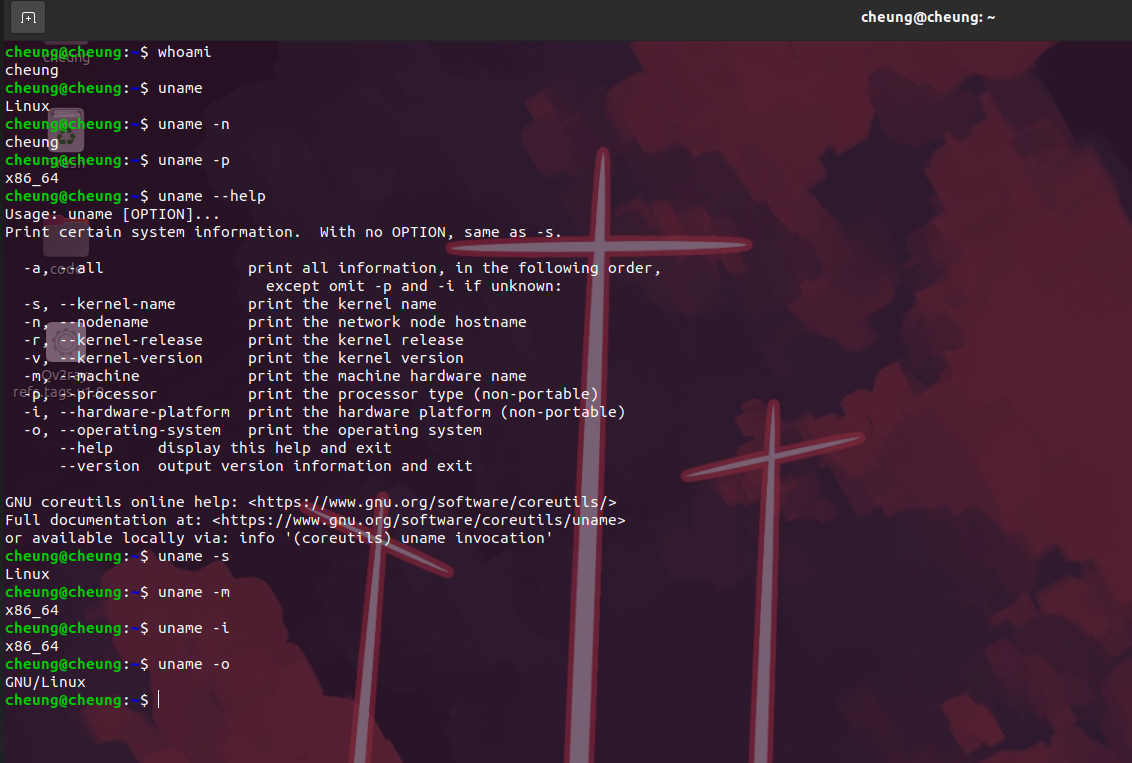 cheung@cheung: ~
cheung@cheung:~$ whoami
cheung
cheung@cheung:~$ uname
Linux
cheung@cheung:~$ uname -n
cheung
cheung@cheung:~$ uname -p
x86_64
cheung@cheung:~$ uname --help
Usage: uname [OPTION]...
Print certain system information.  With no OPTION, same as -s.
-a, --all                print all information, in the following order,
except omit -p and -i if unknown:
-s, --kernel-name        print the kernel name
-n, --nodename           print the network node hostname
-r, --kernel-release     print the kernel release
-v, --kernel-version     print the kernel version
-m, --machine            print the machine hardware name
-p, --processor          print the processor type (non-portable)
-i, --hardware-platform  print the hardware platform (non-portable)
-o, --operating-system   print the operating system
--help     display this help and exit
--version  output version information and exit
GNU coreutils online help: <https://www.gnu.org/software/coreutils/>
Full documentation at: <https://www.gnu.org/software/coreutils/uname>
or available locally via: info '(coreutils) uname invocation'
cheung@cheung:~$ uname -s
Linux
cheung@cheung:~$ uname -m
x86_64
cheung@cheung:~$ uname -i
x86_64
cheung@cheung:~$ uname -o
GNU/Linux
cheung@cheung:~$
cheung
Trash
code
Qv2ray